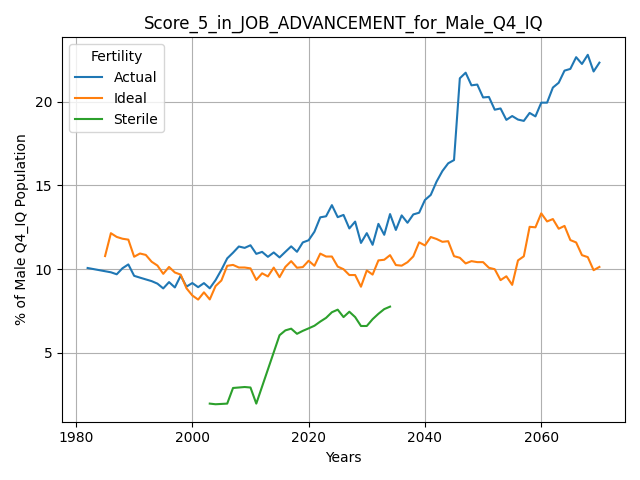 Score_5_in_JOB_ADVANCEMENT_for_Male_Q4_IQ
Fertility
Actual
Ideal
Sterile
% of Male Q4_IQ Population
20
15
10
5
1980 2000 2020 2040 2060
Years